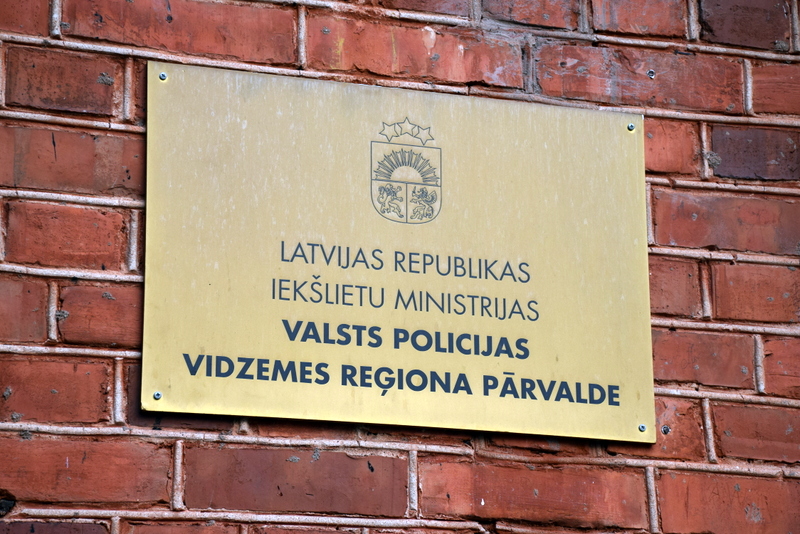 LATVIJAS REPUBLIKAS
IEKŠLIETU MINISTRIJAS
VALSTS POLICIJAS
VIDZEMES REĢIONA PĀRVALDE